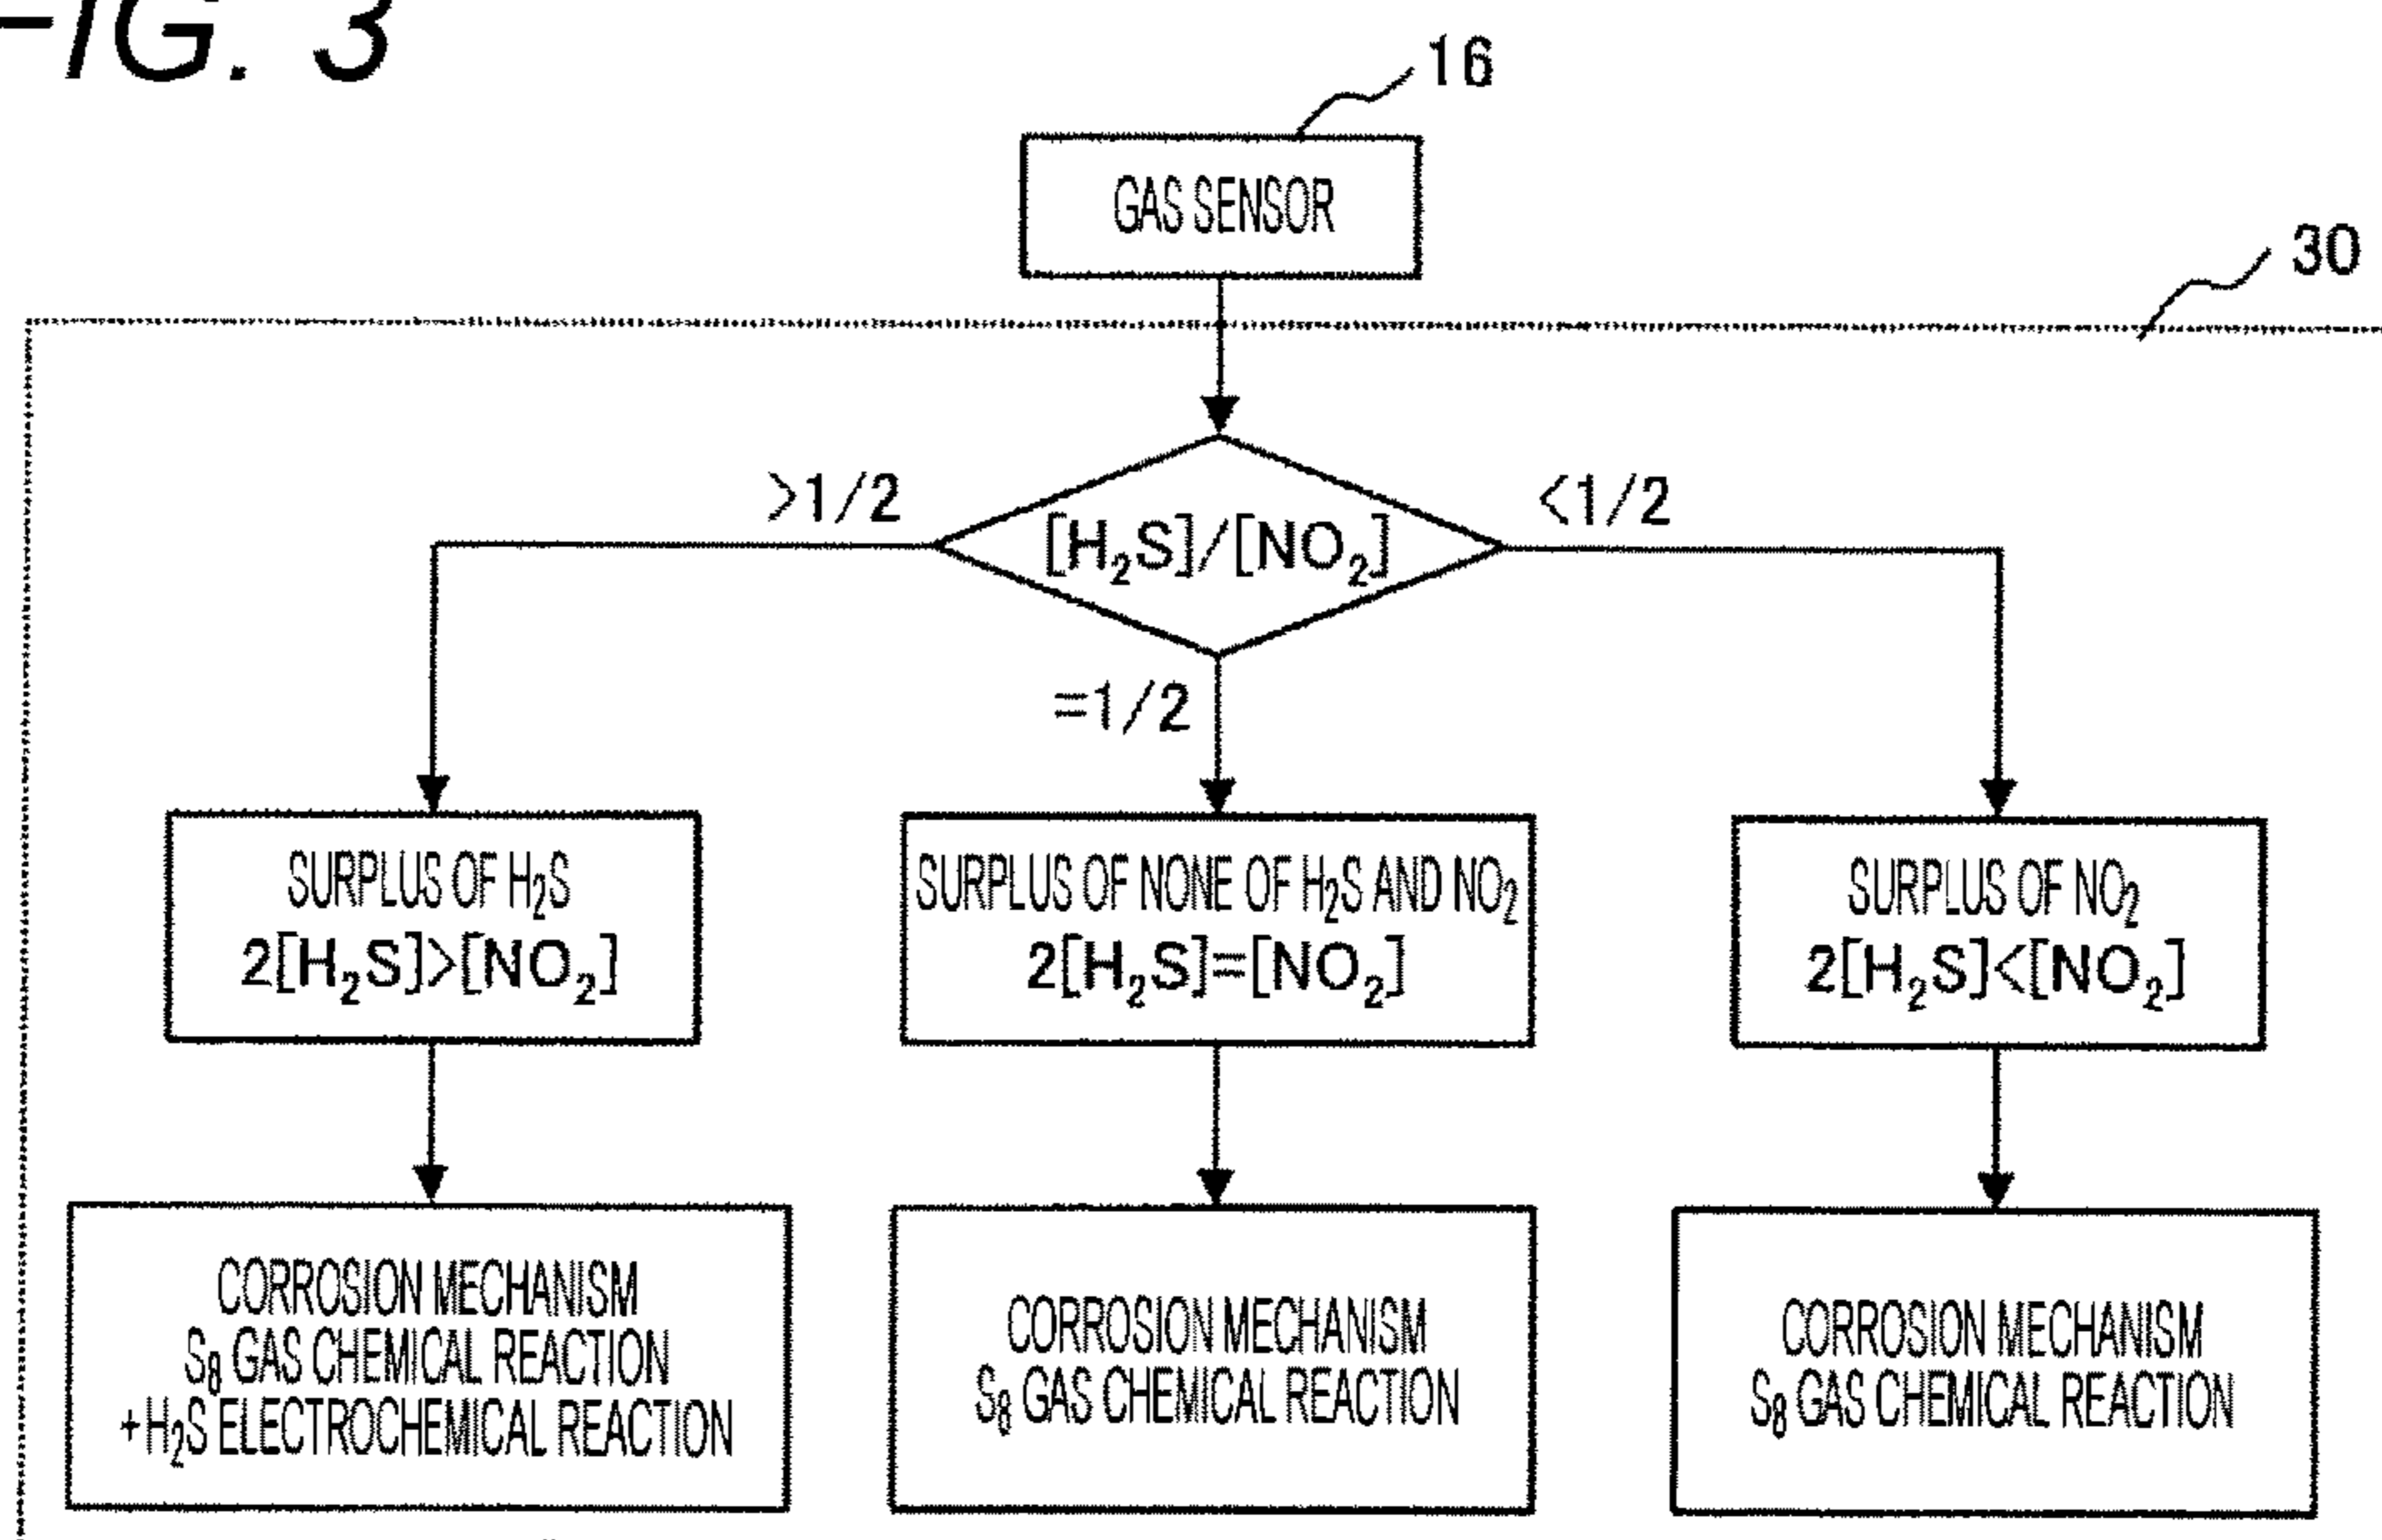 FIG. 3
16
GAS SENSOR
30
>1/2
[H₂S]/[NO₂]
<1/2
=1/2
SURPLUS OF H₂S
2[H₂S]>[NO₂]
SURPLUS OF NONE OF H₂S AND NO₂
2[H₂S]=[NO₂]
SURPLUS OF NO₂
2[H₂S]<[NO₂]
CORROSION MECHANISM
S₈ GAS CHEMICAL REACTION
+H₂S ELECTROCHEMICAL REACTION
CORROSION MECHANISM
S₈ GAS CHEMICAL REACTION
CORROSION MECHANISM
S₈ GAS CHEMICAL REACTION